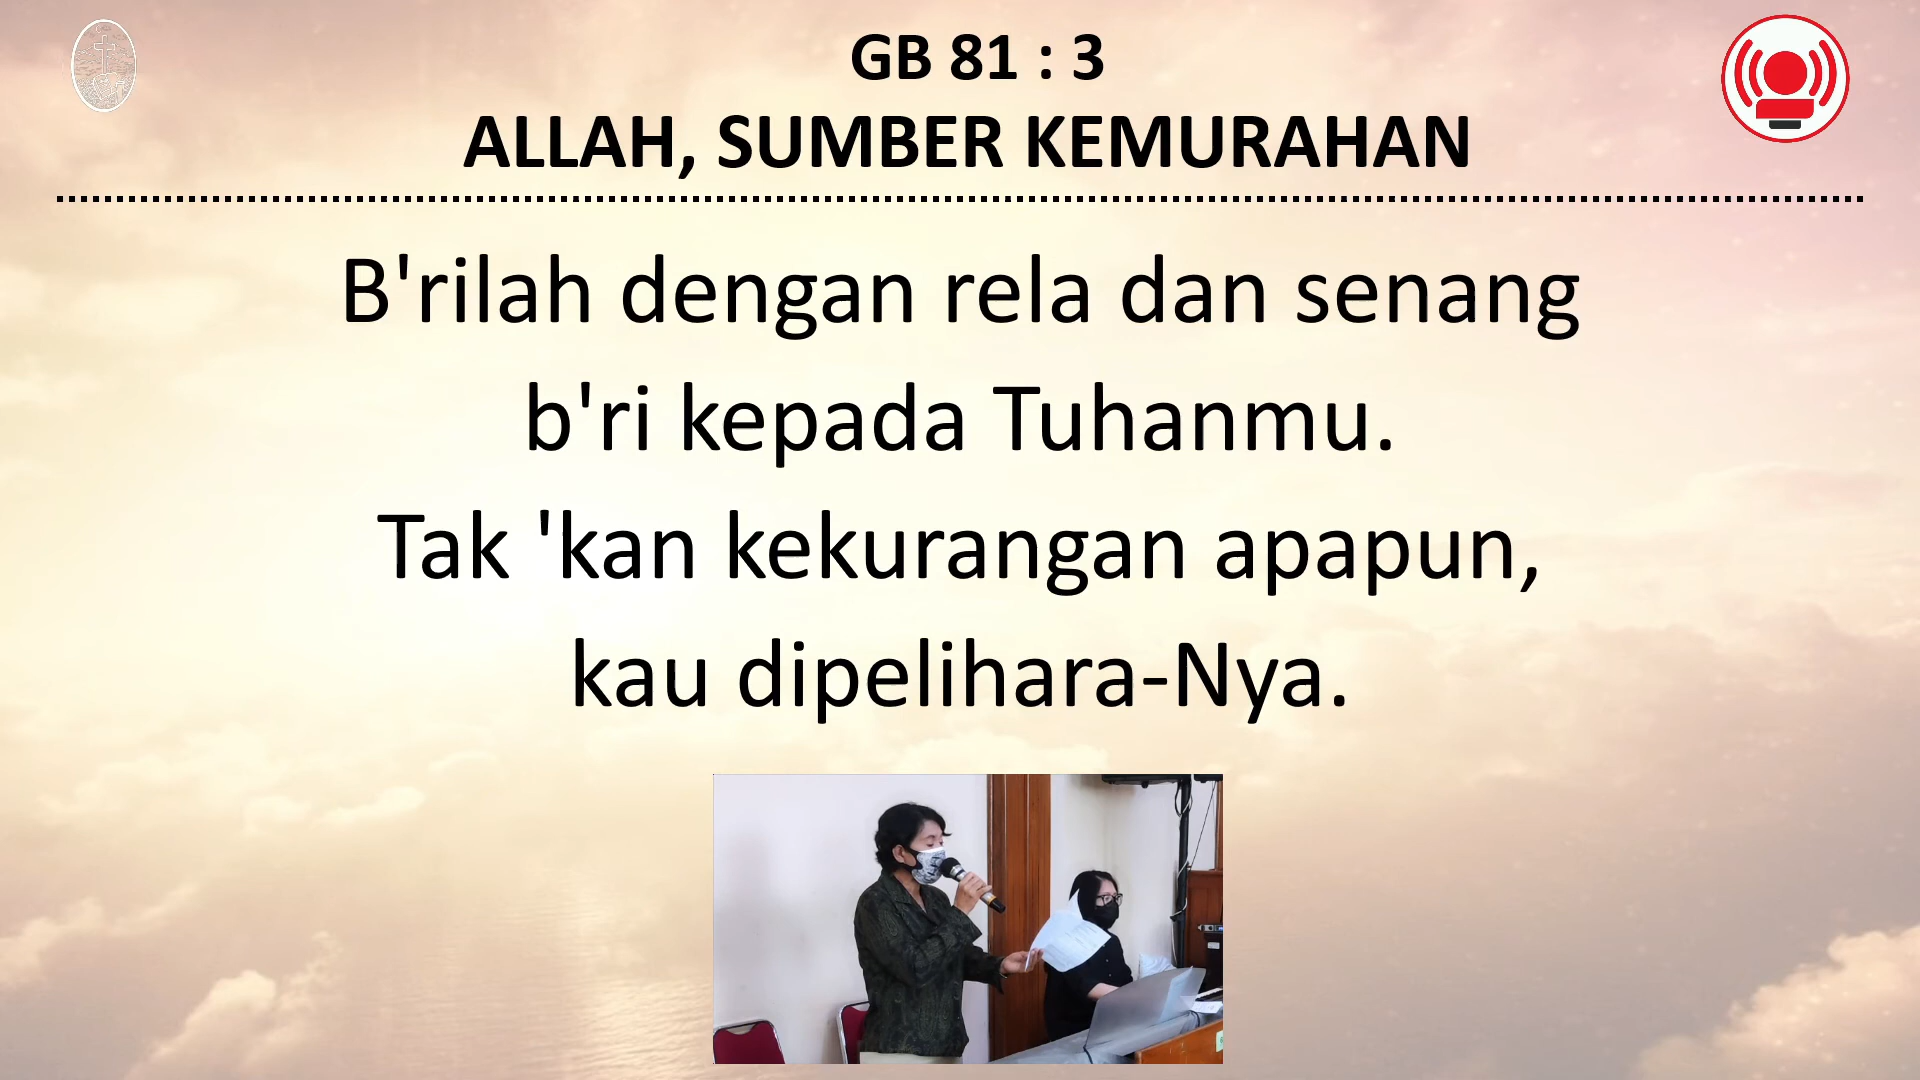 GB 81 : 3
ALLAH, SUMBER KEMURAHAN
B'rilah dengan rela dan senang
b'ri kepada Tuhanmu.
Tak 'kan kekurangan apapun,
kau dipelihara-Nya.